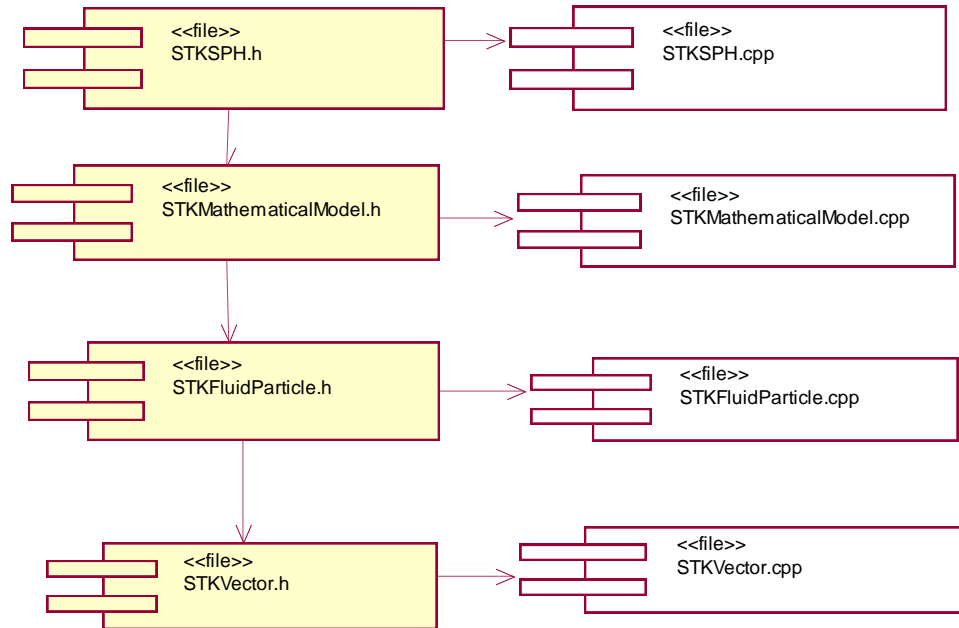 <<file>>
STKSPH.h
<<file>>
STKSPH.cpp
<<file>>
STKMathematicalModel.h
<<file>>
STKMathematicalModel.cpp
<<file>>
STKFluidParticle.h
<<file>>
STKFluidParticle.cpp
<<file>>
STKVector.h
<<file>>
STKVector.cpp